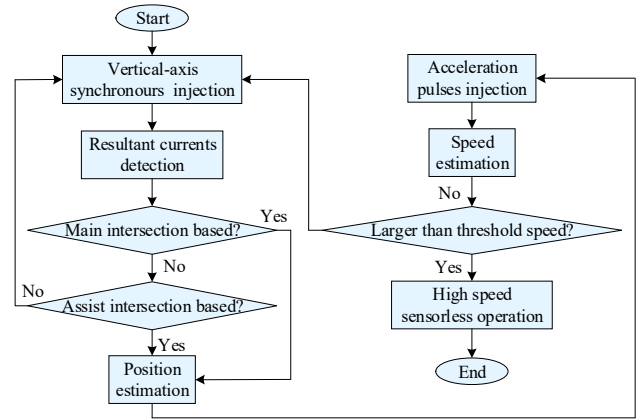 Start
Vertical-axis
synchronours injection
Resultant currents
detection
Main intersection based?
Yes
No
Assist intersection based?
No
Yes
Position
estimation
Acceleration
pulses injection
Speed
estimation
No
Larger than threshold speed?
Yes
High speed
sensorless operation
End